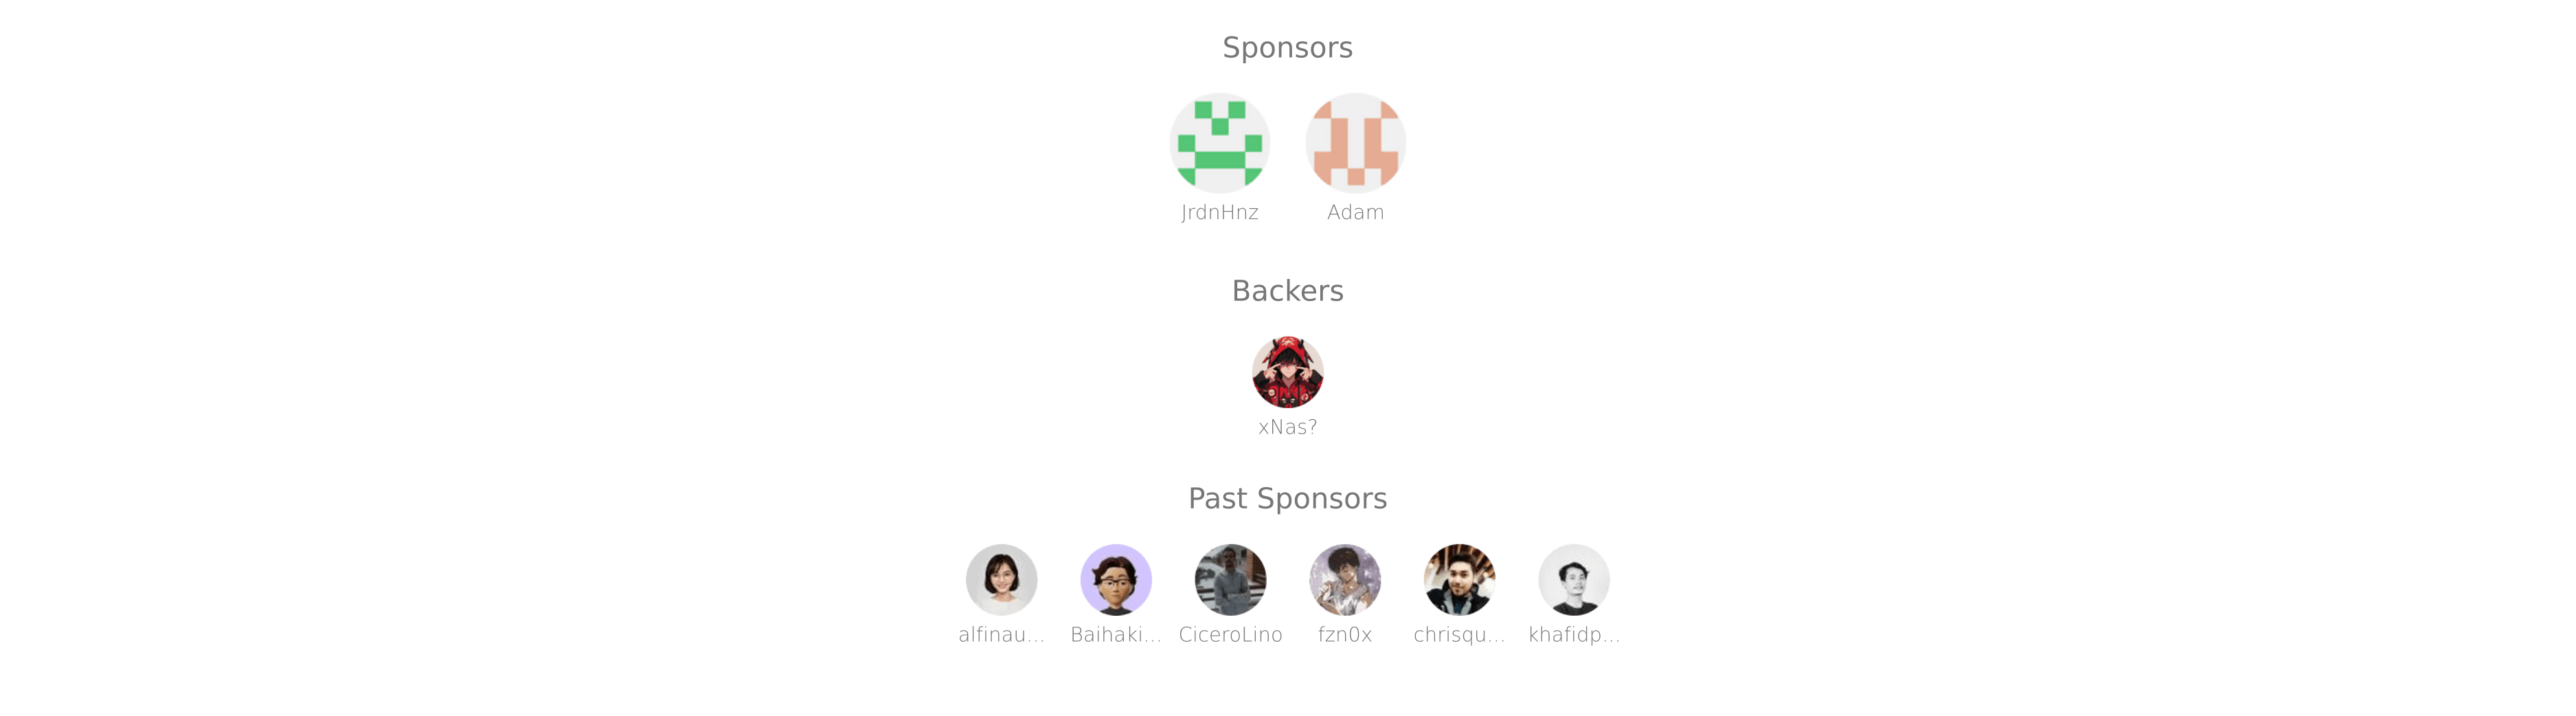 Sponsors
JrdnHnz Adam
Backers
xNas?
Past Sponsors
alfinau... Baihaki... CiceroLino fzn0x chrisqu... khafidp...